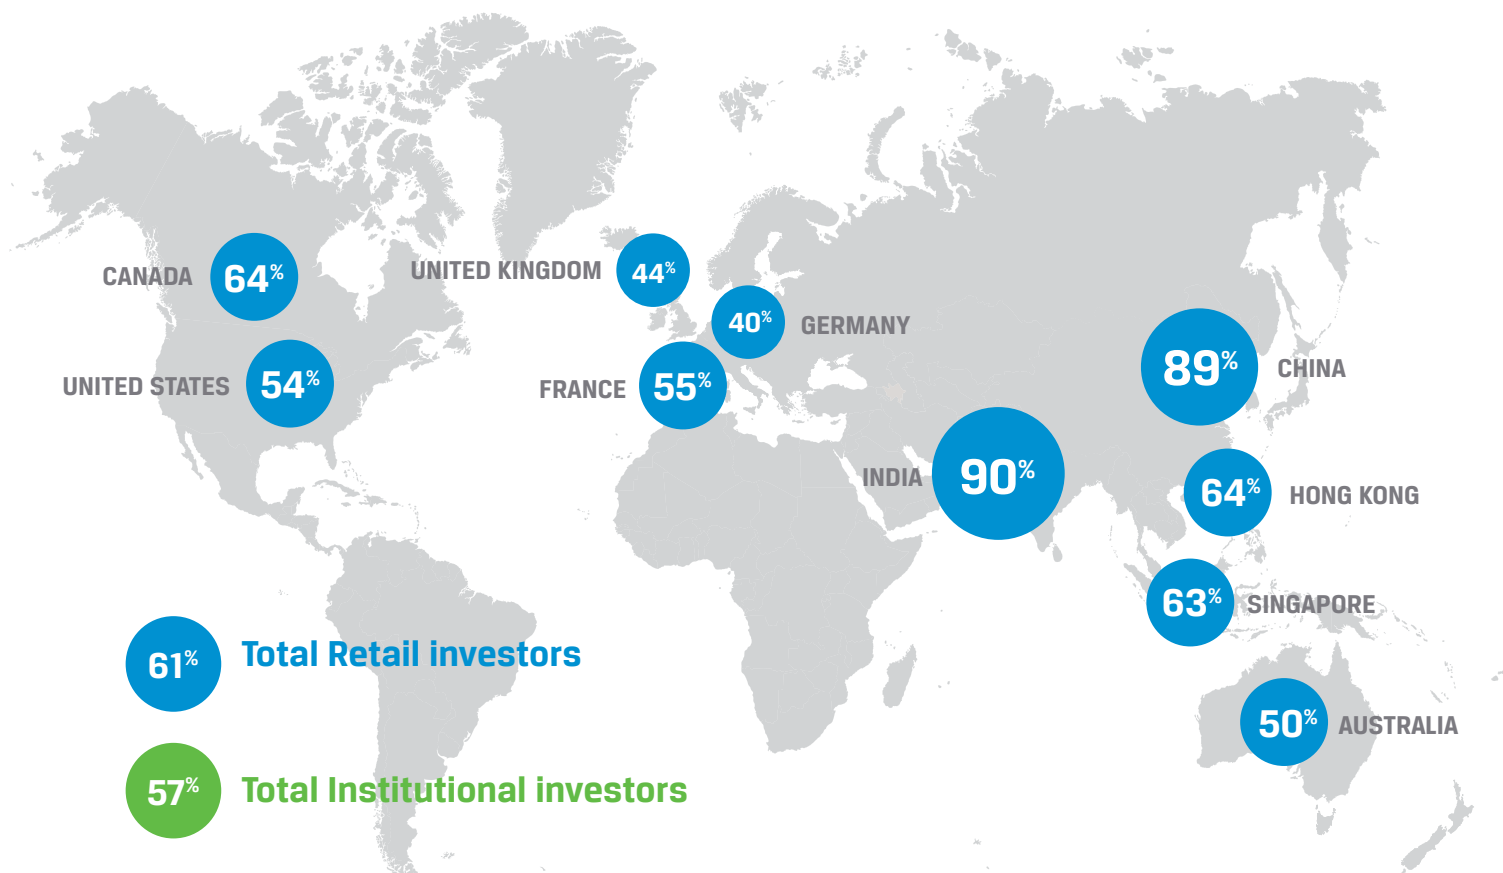 CANADA 64%
UNITED KINGDOM 44%
40% GERMANY
UNITED STATES 54%
FRANCE 55%
89% CHINA
INDIA 90%
64% HONG KONG
63% SINGAPORE
61% Total Retail investors
50% AUSTRALIA
57% Total Institutional investors